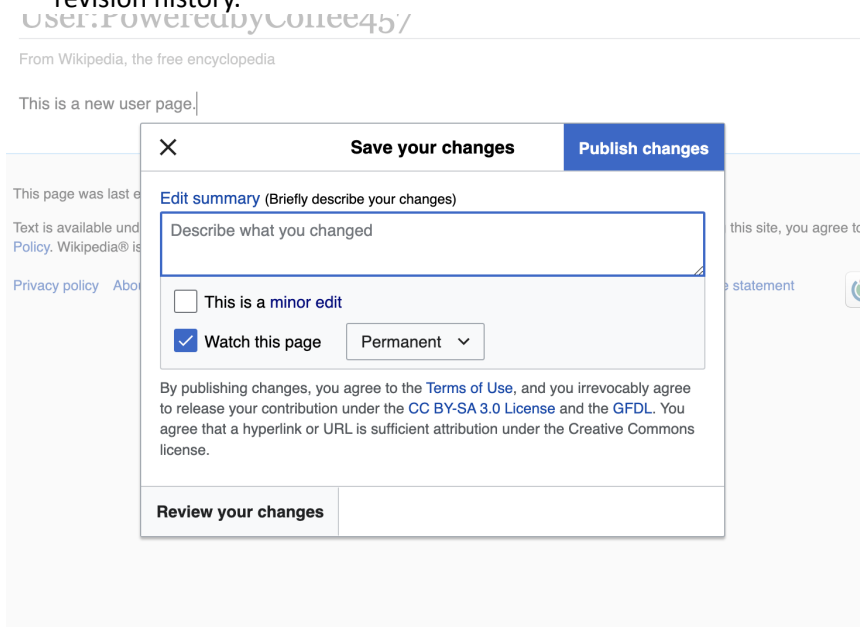 revision history.
User:PoweredbyCoffee457
From Wikipedia, the free encyclopedia
This is a new user page.
Save your changes
Publish changes
This page was last e
Edit summary (Briefly describe your changes)
Text is available und
Describe what you changed
this site, you agree to
Policy. Wikipedia® is
Privacy policy Abou
e statement
This is a minor edit
Watch this page
Permanent
By publishing changes, you agree to the Terms of Use, and you irrevocably agree
to release your contribution under the CC BY-SA 3.0 License and the GFDL. You
agree that a hyperlink or URL is sufficient attribution under the Creative Commons
license.
Review your changes